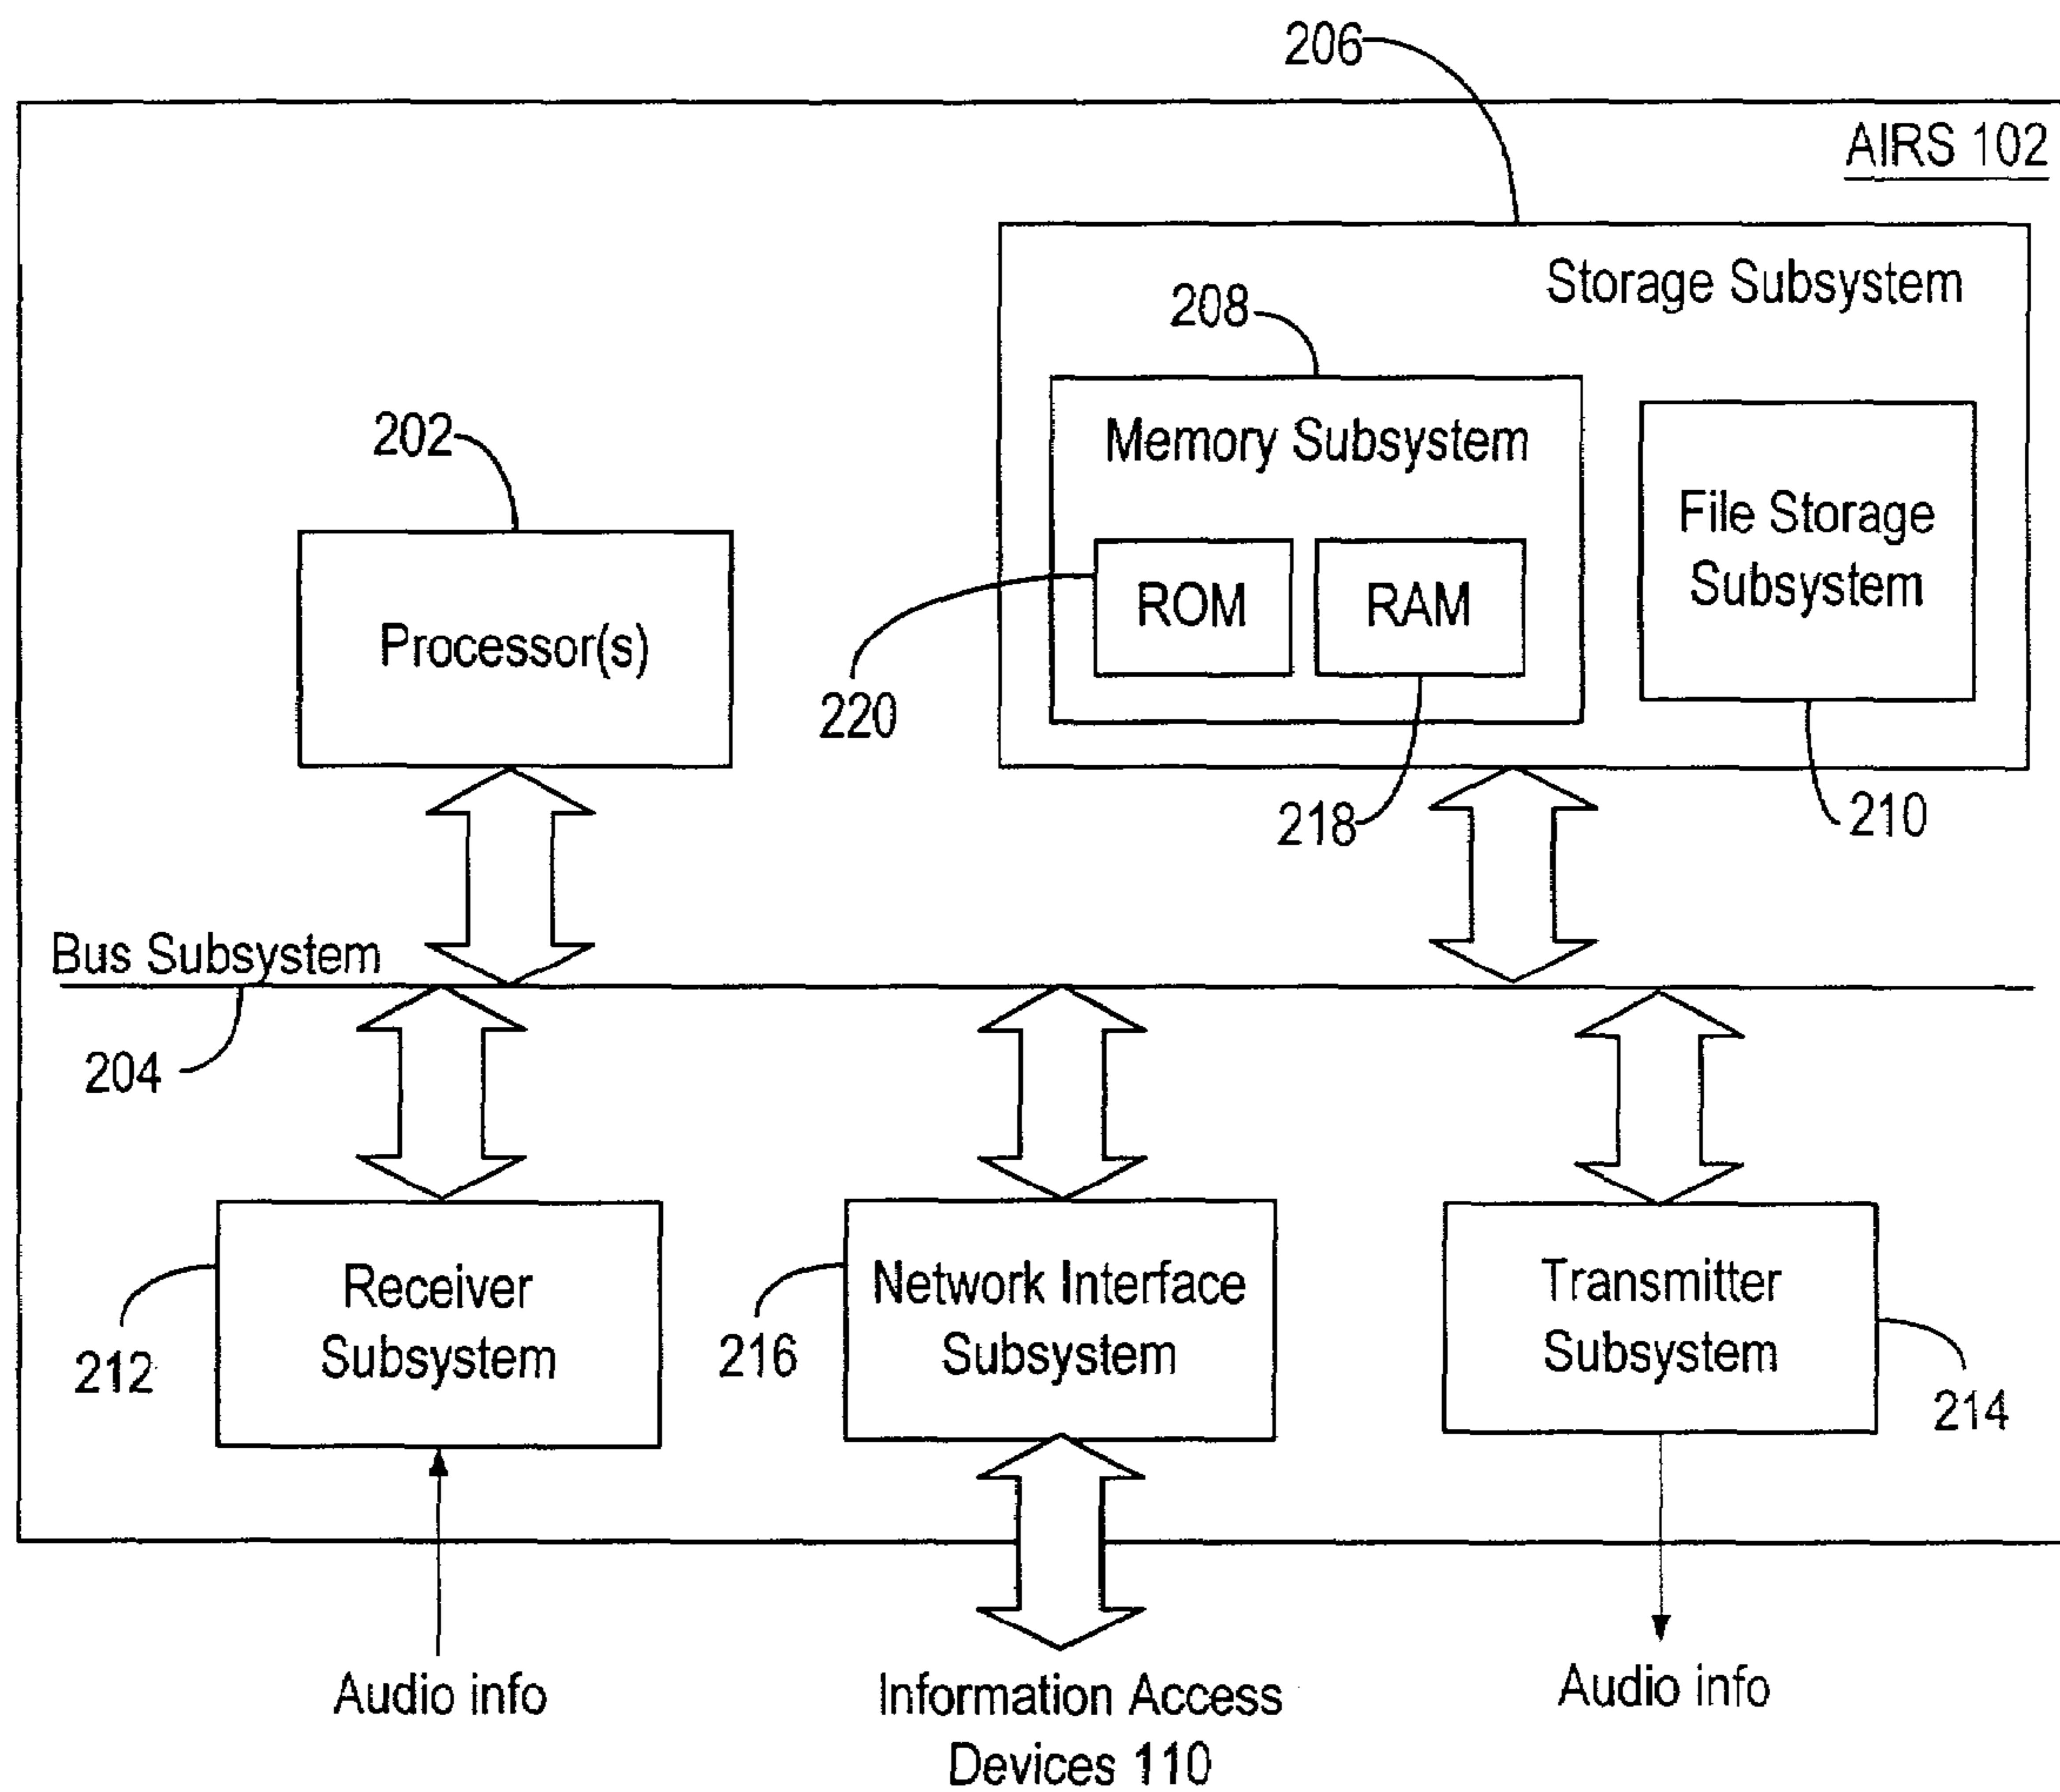 206
AIRS 102
Storage Subsystem
208
Memory Subsystem
202
File Storage
Subsystem
ROM
RAM
Processor(s)
220
218
210
Bus Subsystem
204
Receiver
Subsystem
212
Network Interface
Subsystem
216
Transmitter
Subsystem
214
Audio info
Information Access
Devices 110
Audio info